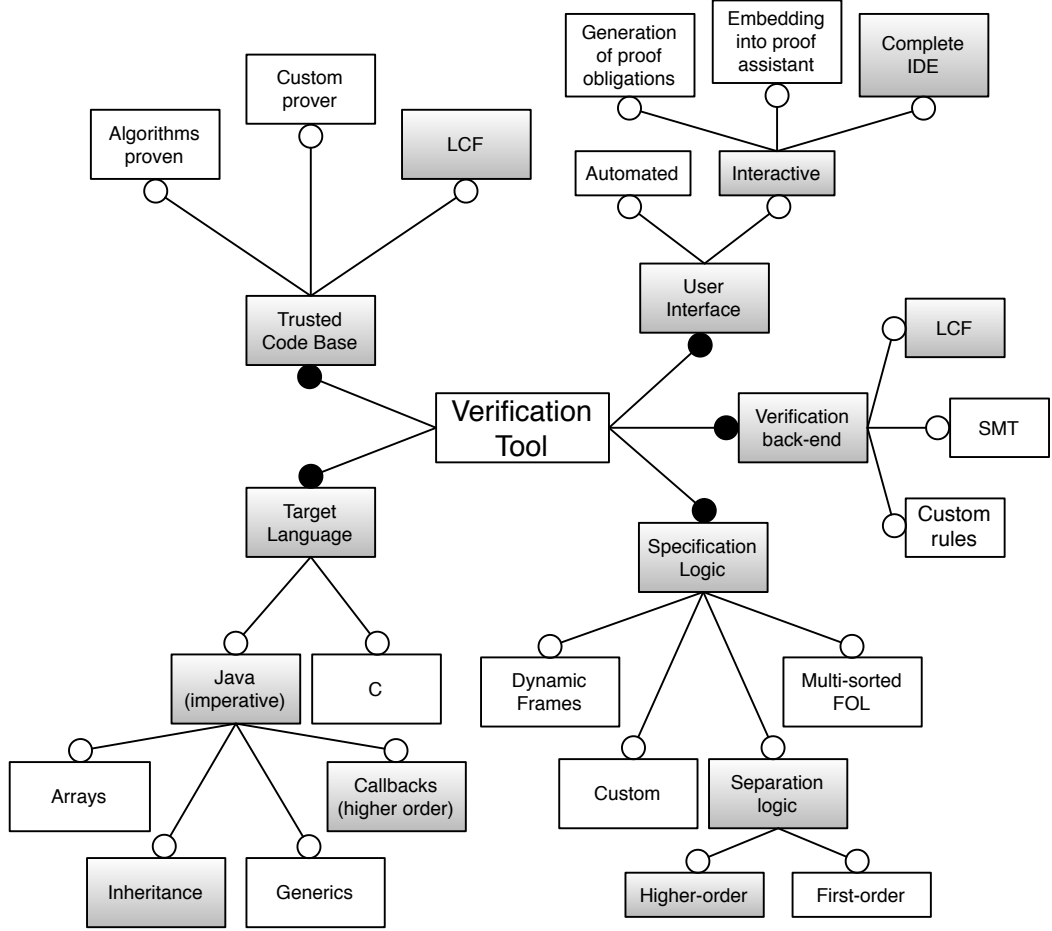 Generation
of proof
obligations
Embedding
into proof
assistant
Complete
IDE
Custom
prover
Algorithms
proven
LCF
Automated
Interactive
User
Interface
Trusted
Code Base
LCF
Verification
Tool
Verification
back-end
SMT
Custom
rules
Target
Language
Specification
Logic
Java
(imperative)
C
Dynamic
Frames
Multi-sorted
FOL
Arrays
Callbacks
(higher order)
Custom
Separation
logic
Inheritance
Generics
Higher-order
First-order